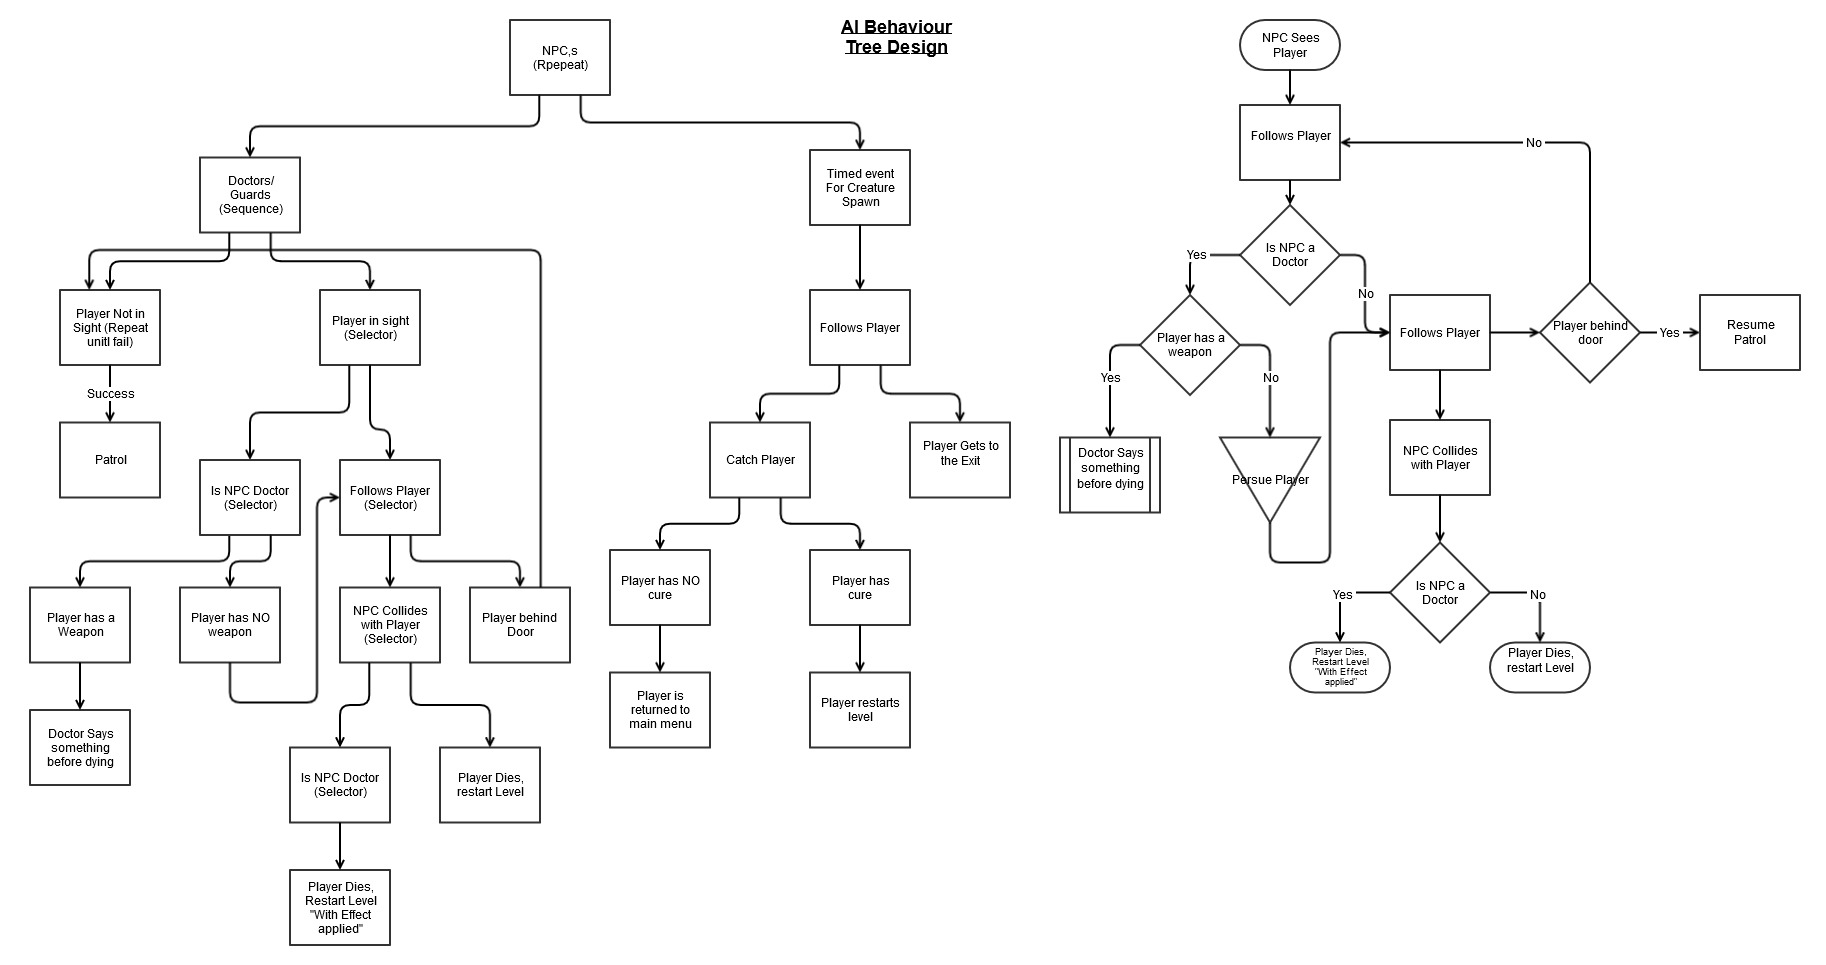 AI Behaviour
Tree Design
NPC,s
(Rpepeat)
Doctors/
Guards
(Sequence)
Timed event
For Creature
Spawn
Player Not in
Sight (Repeat
unitl fail)
Player in sight
(Selector)
Follows Player
Success
Patrol
Is NPC Doctor
(Selector)
Follows Player
(Selector)
Catch Player
Player Gets to
the Exit
Player has a
Weapon
Player has NO
weapon
NPC Collides
with Player
(Selector)
Player behind
Door
Player has NO
cure
Player has
cure
Doctor Says
something
before dying
Is NPC Doctor
(Selector)
Player Dies,
restart Level
Player is
returned to
main menu
Player restarts
level
Player Dies,
Restart Level
"With Effect
applied"
NPC Sees
Player
Follows Player
No
Is NPC a
Doctor
Yes
No
Player has a
weapon
Follows Player
Player behind
door
Yes
Resume
Patrol
Yes
No
Doctor Says
something
before dying
Persue Player
NPC Collides
with Player
Is NPC a
Doctor
Yes
No
Player Dies,
Restart Level
"With Effect
applied"
Player Dies,
restart Level